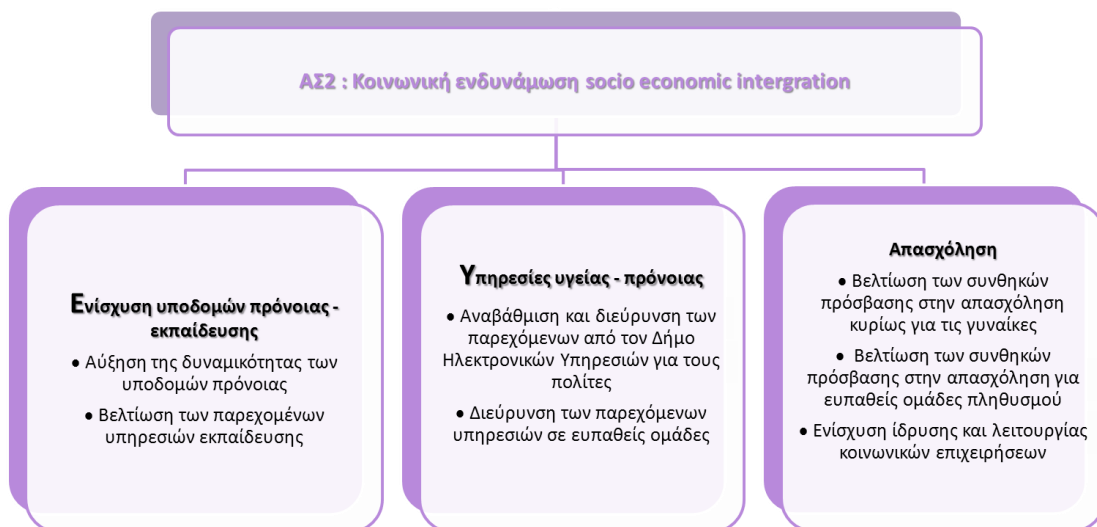 ΑΣ2 : Κοινωνική ενδυνάμωση socio economic intergration
Ενίσχυση υποδομών πρόνοιας -
εκπαίδευσης
• Αύξηση της δυναμικότητας των
υποδομών πρόνοιας
• Βελτίωση των παρεχομένων
υπηρεσιών εκπαίδευσης
Υπηρεσίες υγείας - πρόνοιας
• Αναβάθμιση και διεύρυνση των
παρεχόμενων από τον Δήμο
Ηλεκτρονικών Υπηρεσιών για τους
πολίτες
• Διεύρυνση των παρεχόμενων
υπηρεσιών σε ευπαθείς ομάδες
Απασχόληση
• Βελτίωση των συνθηκών
πρόσβασης στην απασχόληση
κυρίως για τις γυναίκες
• Βελτίωση των συνθηκών
πρόσβασης στην απασχόληση για
ευπαθείς ομάδες πληθυσμού
• Ενίσχυση ίδρυσης και λειτουργίας
κοινωνικών επιχειρήσεων